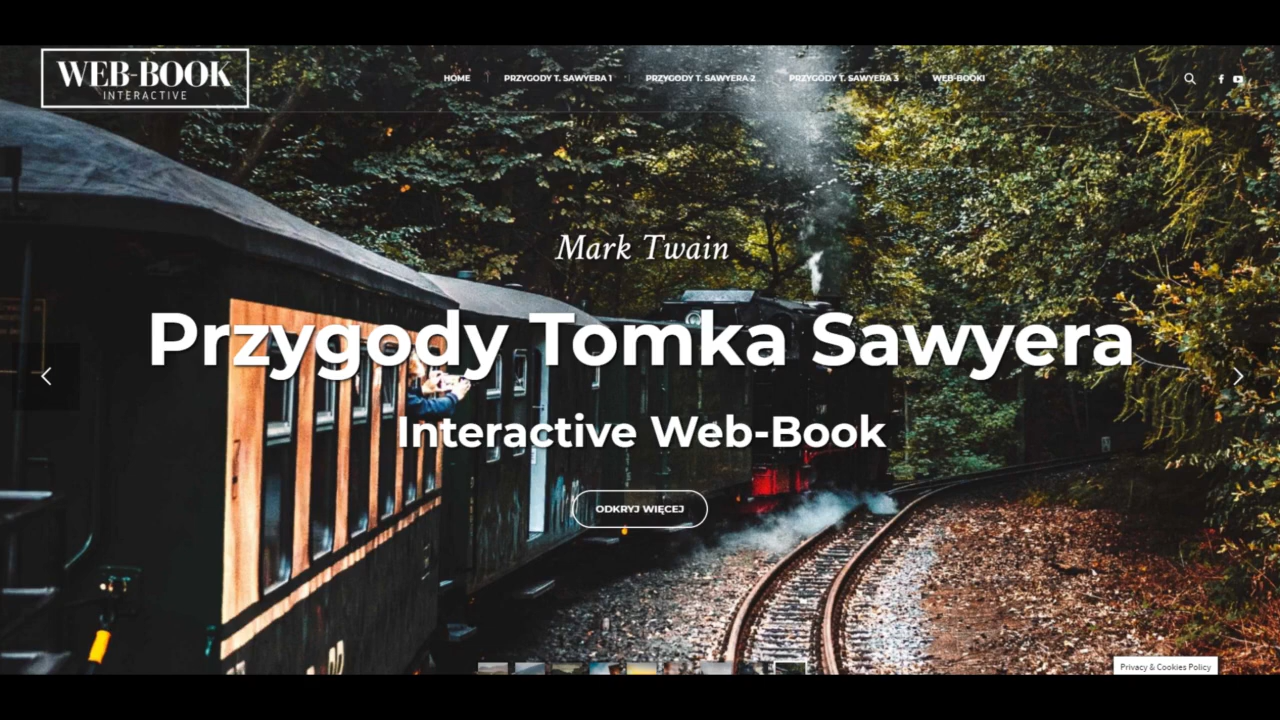 WEB-BOOK
INTERACTIVE
HOME
PRZYGODY T. SAWYERA 1
PRZYGODY T. SAWYERA 2
PRZYGODY T. SAWYERA 3
WEB-BOOKI
Mark Twain
Przygody Tomka Sawyera
Interactive Web-Book
ODKRYJ WIĘCEJ
Privacy & Cookies Policy